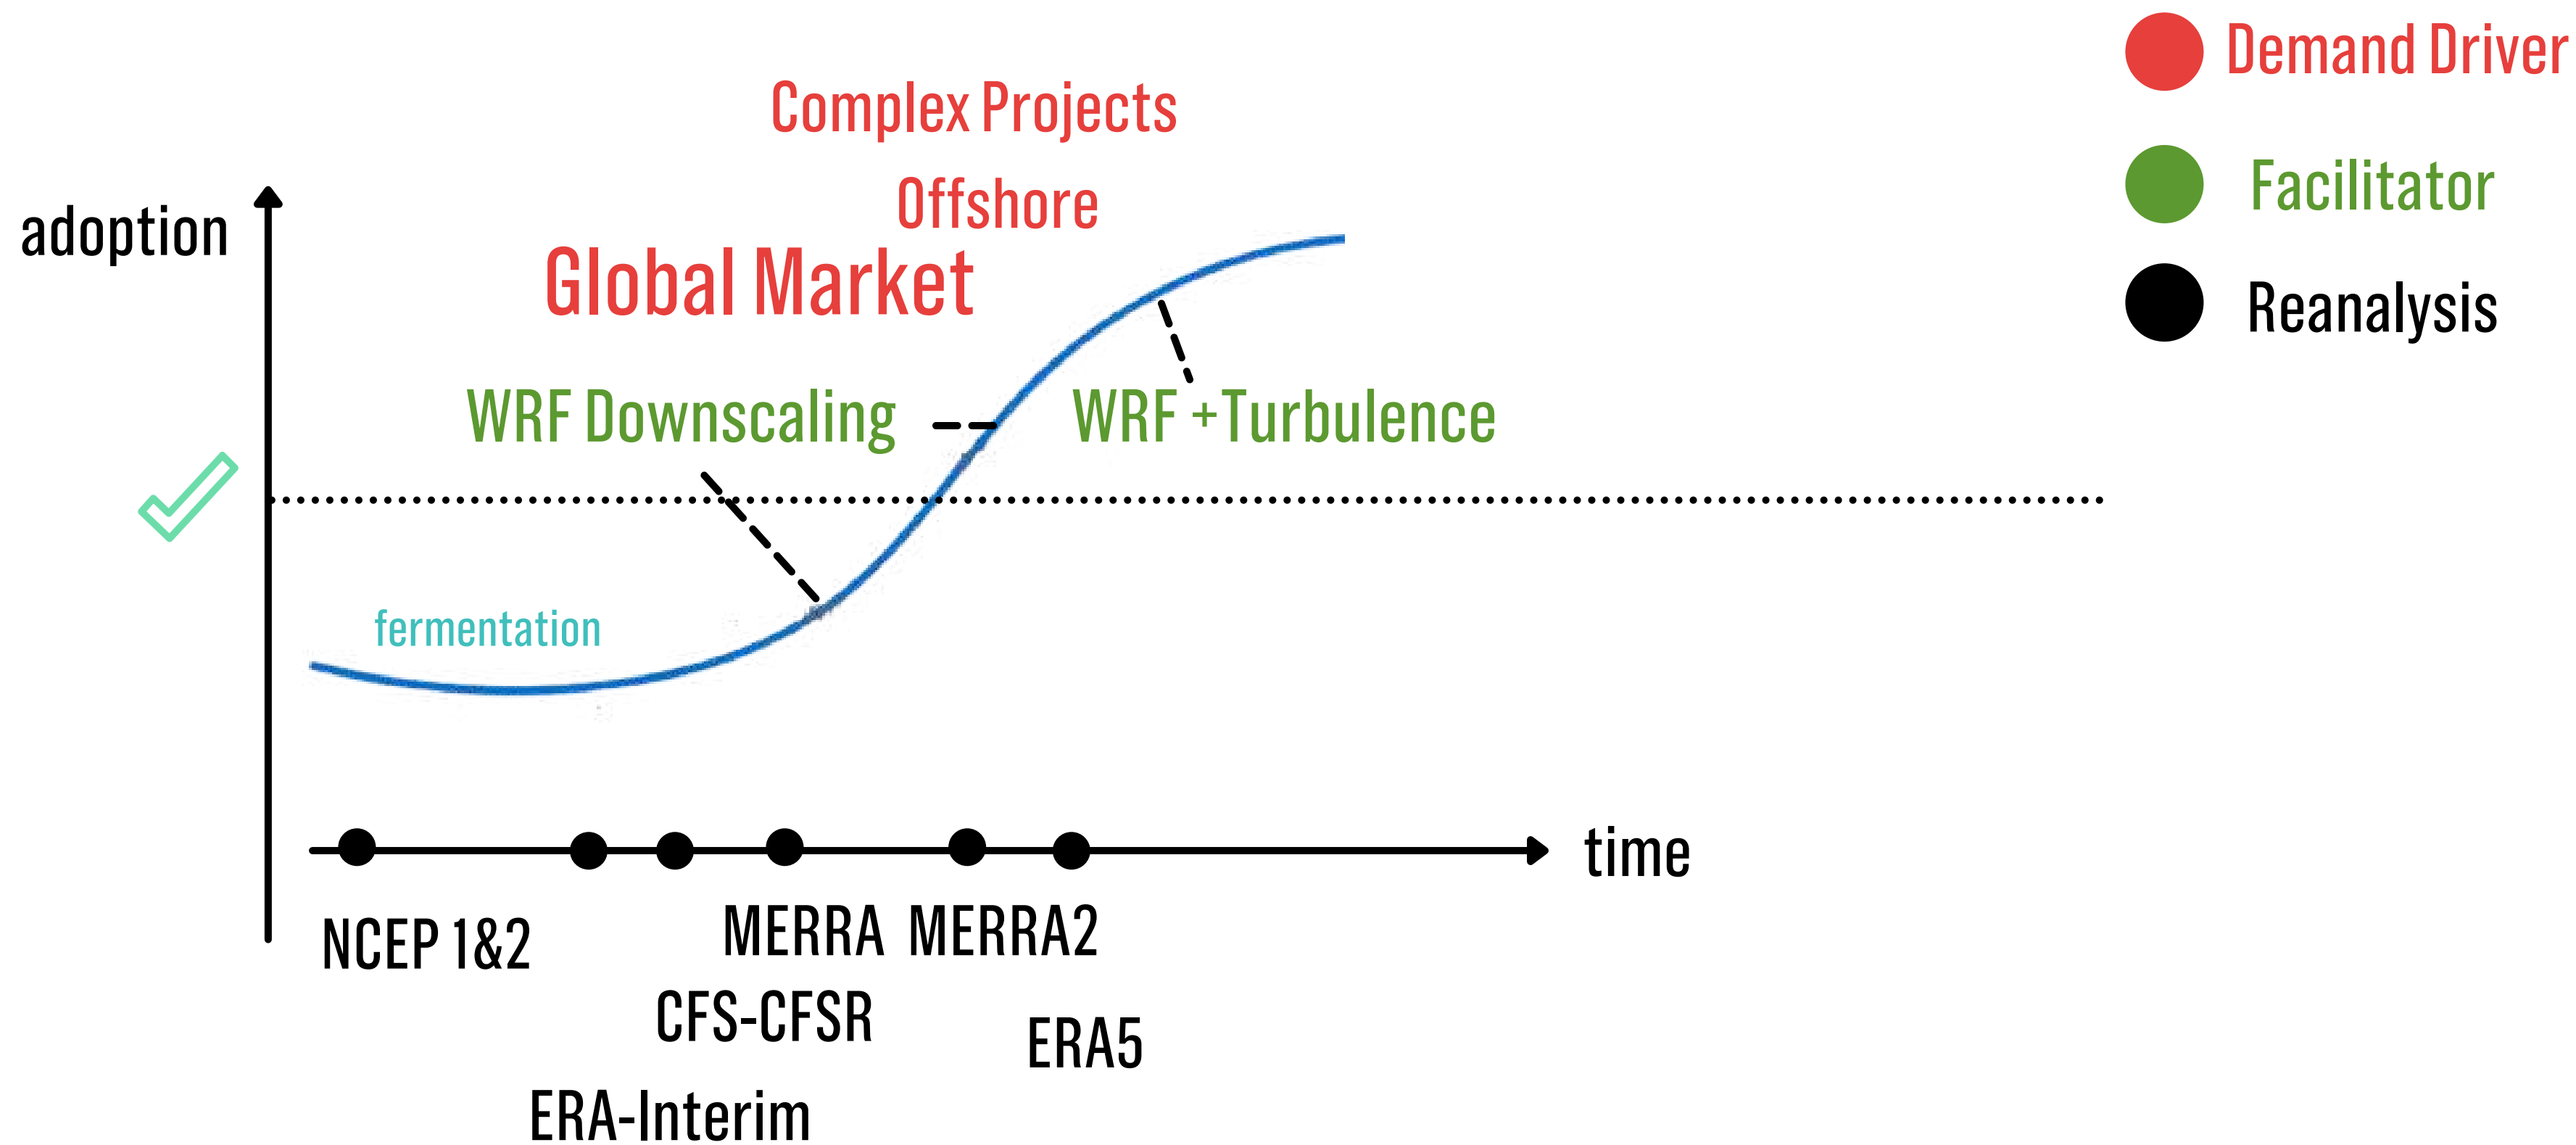 Demand Driver
Complex Projects
Facilitator
Offshore
adoption
Global Market
Reanalysis
WRF Downscaling
WRF +Turbulence
fermentation
time
NCEP 1&2
MERRA
MERRA2
CFS-CFSR
ERA5
ERA-Interim